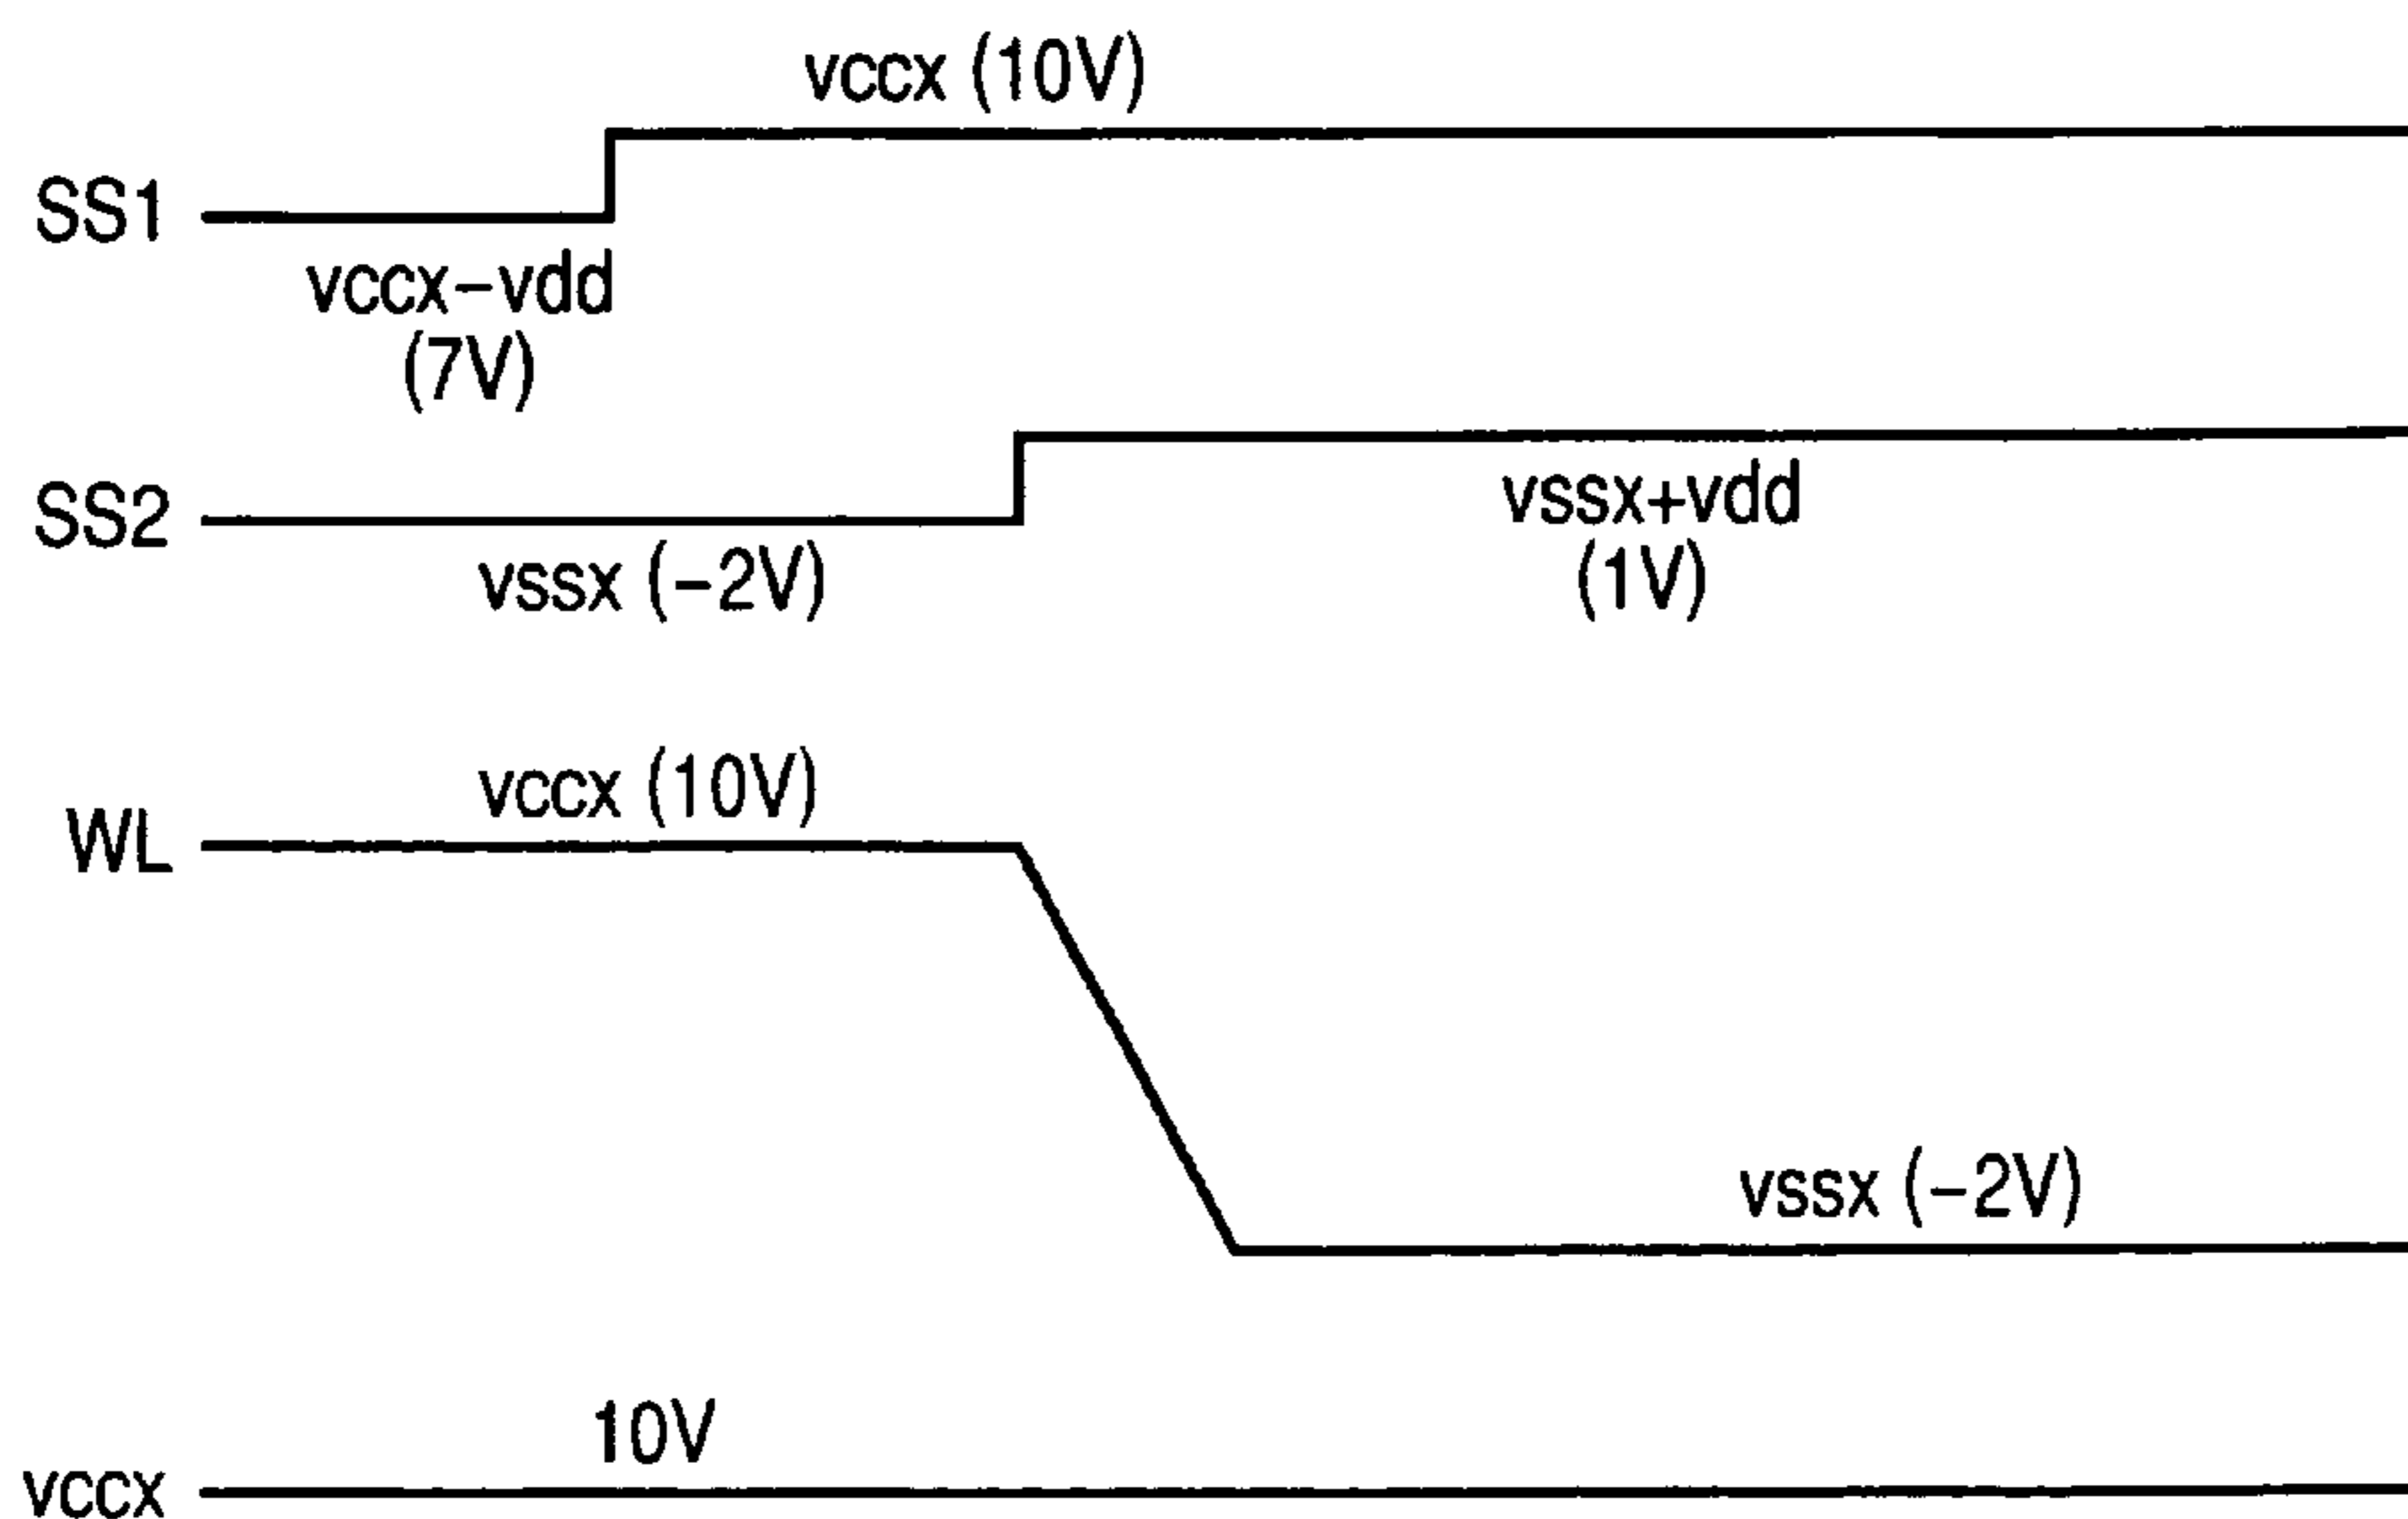 vccx (10V)
SS1
vccx−vdd
(7V)
SS2
vssx+vdd
(1V)
vssx (−2V)
vccx (10V)
WL
vssx (−2V)
10V
vccx